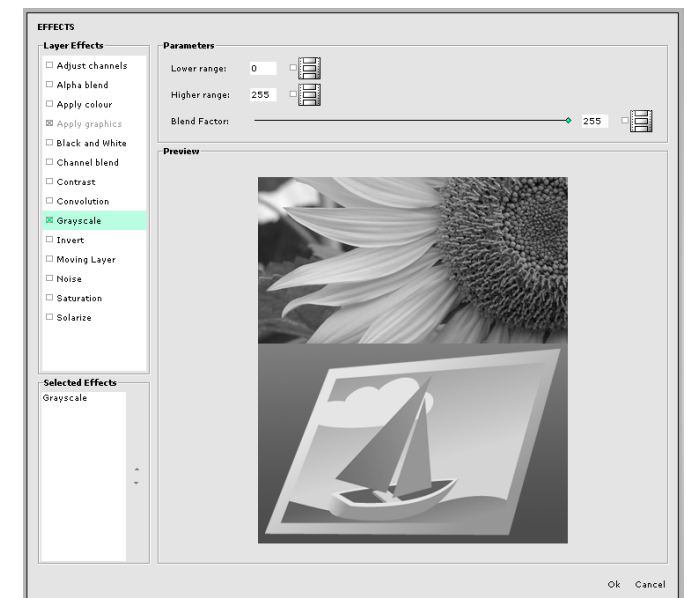 EFFECTS
Layer Effects
Adjust channels
Alpha blend
Apply colour
Apply graphics
Black and White
Channel blend
Contrast
Convolution
Grayscale
Invert
Moving Layer
Noise
Saturation
Solarize
Selected Effects
Grayscale
Parameters
Lower range: 0
Higher range: 255
Blend Factor: 255
Preview
Ok Cancel